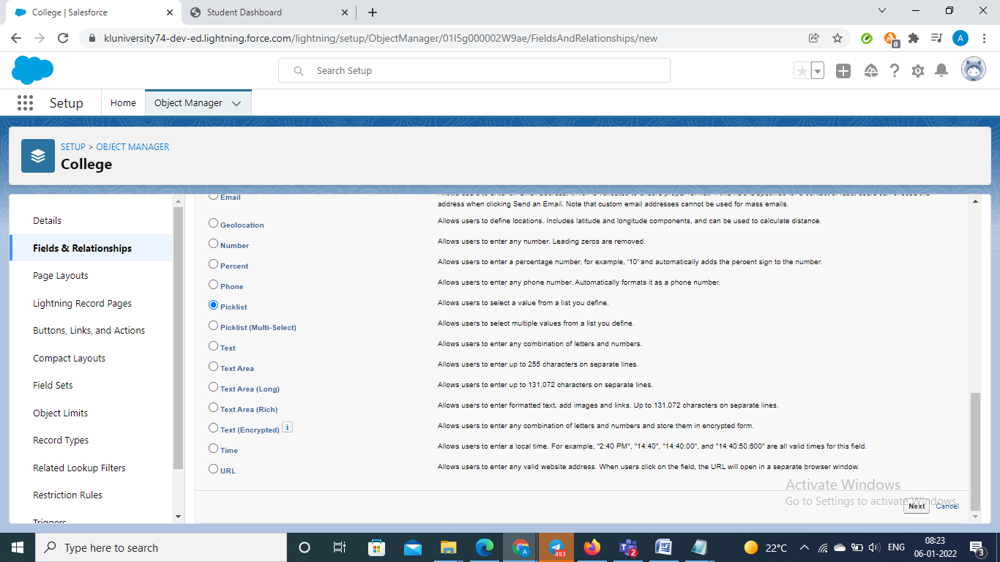 College | Salesforce
Student Dashboard
kluniversity74-dev-ed.lightning.force.com/lightning/setup/ObjectManager/01I5g000002W9ae/FieldsAndRelationships/new
0
A
Search Setup
Setup
Home
Object Manager
SETUP > OBJECT MANAGER
College
Details
Fields & Relationships
Page Layouts
Lightning Record Pages
Buttons, Links, and Actions
Compact Layouts
Field Sets
Object Limits
Record Types
Related Lookup Filters
Restriction Rules
Triggers
Email
address when clicking Send an Email. Note that custom email addresses cannot be used for mass emails.
Geolocation Allows users to define locations. Includes latitude and longitude components, and can be used to calculate distance.
Number Allows users to enter any number. Leading zeros are removed.
Percent Allows users to enter a percentage number, for example, '10' and automatically adds the percent sign to the number.
Phone Allows users to enter any phone number. Automatically formats it as a phone number.
Picklist Allows users to select a value from a list you define.
Picklist (Multi-Select) Allows users to select multiple values from a list you define.
Text Allows users to enter any combination of letters and numbers.
Text Area Allows users to enter up to 255 characters on separate lines.
Text Area (Long) Allows users to enter up to 131,072 characters on separate lines.
Text Area (Rich) Allows users to enter formatted text, add images and links. Up to 131,072 characters on separate lines.
Text (Encrypted) i Allows users to enter any combination of letters and numbers and store them in encrypted form.
Time Allows users to enter a local time. For example, "2:40 PM", "14:40", "14:40:00", and "14:40:50.600" are all valid times for this field.
URL Allows users to enter any valid website address. When users click on the field, the URL will open in a separate browser window.
Activate Windows
Go to Settings to activate Windows.
Next Cancel
Type here to search
A
483
2
22°C
ENG
08:23
06-01-2022
3